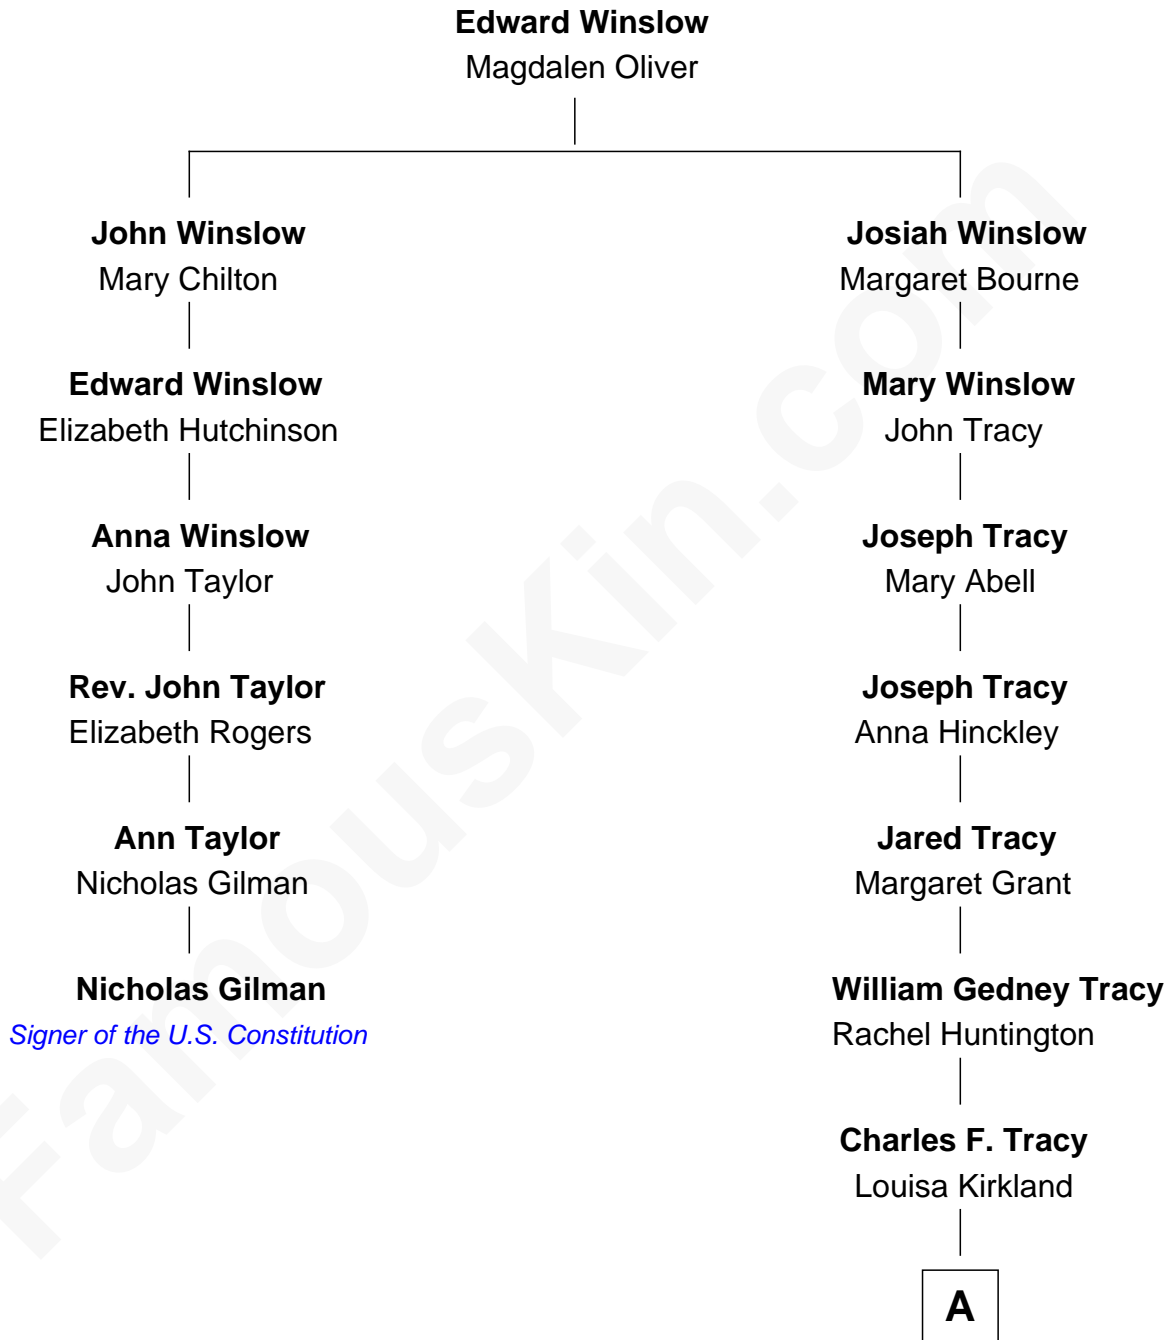 Edward Winslow
Magdalen Oliver
John Winslow
Mary Chilton
Josiah Winslow
Margaret Bourne
Edward Winslow
Elizabeth Hutchinson
Mary Winslow
John Tracy
Anna Winslow
John Taylor
Joseph Tracy
Mary Abell
Rev. John Taylor
Elizabeth Rogers
Joseph Tracy
Anna Hinckley
Ann Taylor
Nicholas Gilman
Jared Tracy
Margaret Grant
Nicholas Gilman
Signer of the U.S. Constitution
William Gedney Tracy
Rachel Huntington
Charles F. Tracy
Louisa Kirkland
A
FamousKin.com